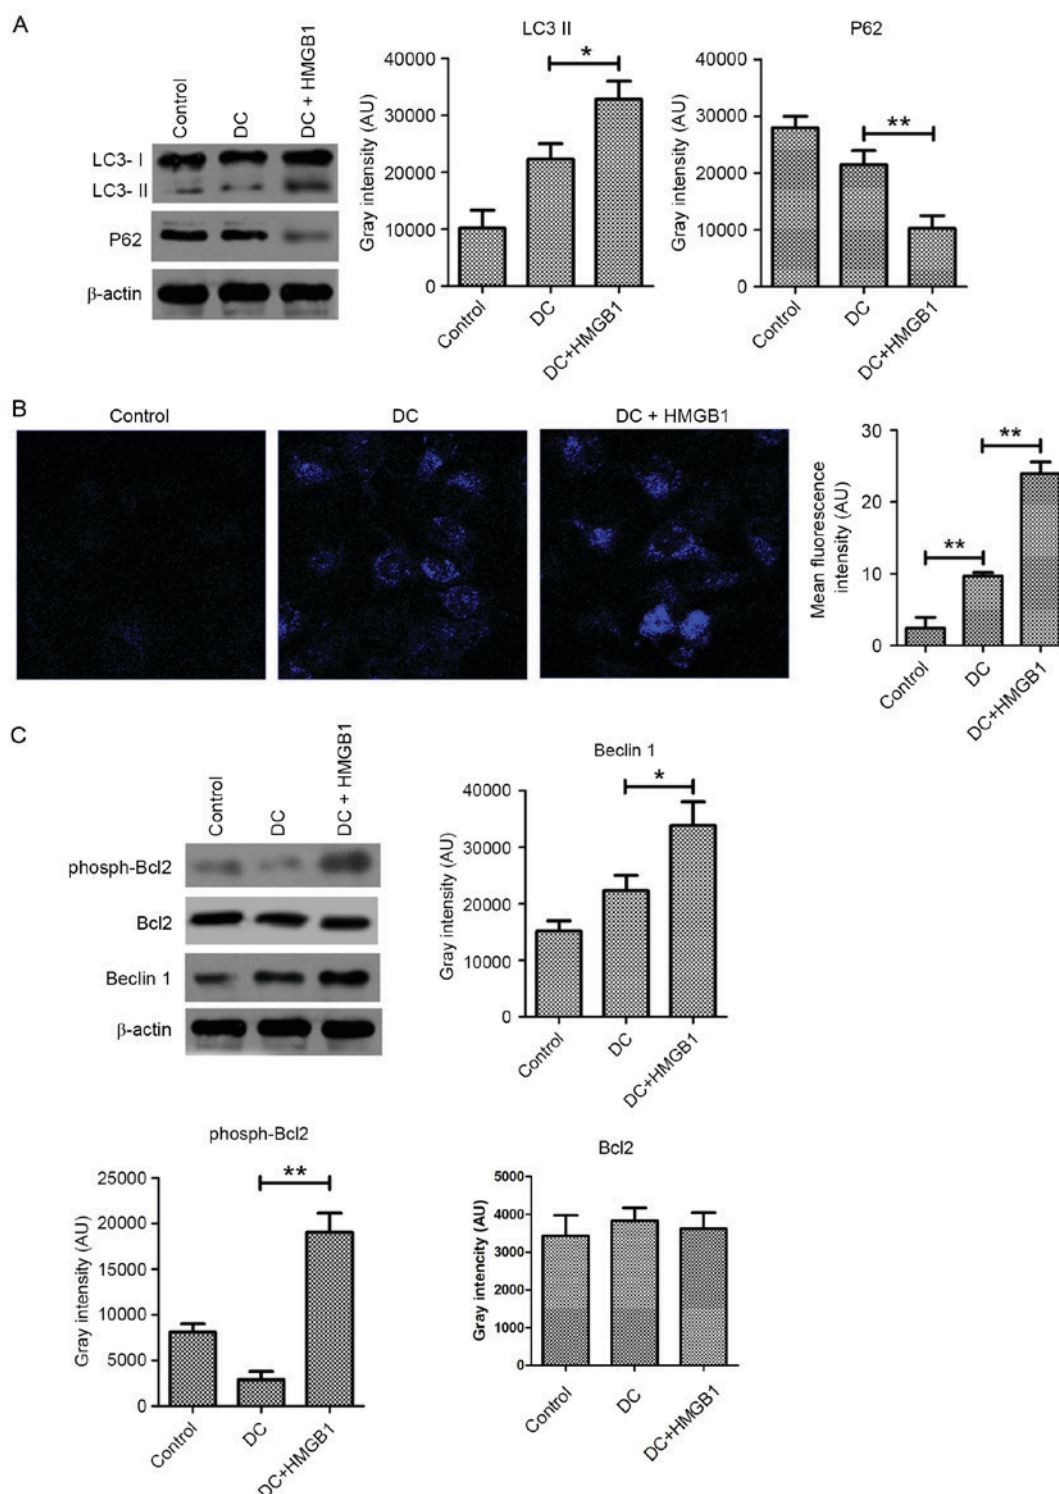 A
Control
DC
DC + HMGB1
LC3- I
LC3- II
P62
β-actin
LC3 II
Gray intensity (AU)
40000
30000
20000
10000
0
*
Control
DC
DC+HMGB1
P62
Gray intensity (AU)
40000
30000
20000
10000
0
**
Control
DC
DC+HMGB1
B
Control
DC
DC + HMGB1
Mean fluorescence
intensity (AU)
30
20
10
0
**
**
Control
DC
DC+HMGB1
C
Control
DC
DC + HMGB1
phosph-Bcl2
Bcl2
Beclin 1
β-actin
Beclin 1
Gray intensity (AU)
40000
30000
20000
10000
0
*
Control
DC
DC+HMGB1
phosph-Bcl2
Gray intensity (AU)
25000
20000
15000
10000
5000
0
**
Control
DC
DC+HMGB1
Bcl2
Gray intencity (AU)
5000
4000
3000
2000
1000
0
Control
DC
DC+HMGB1